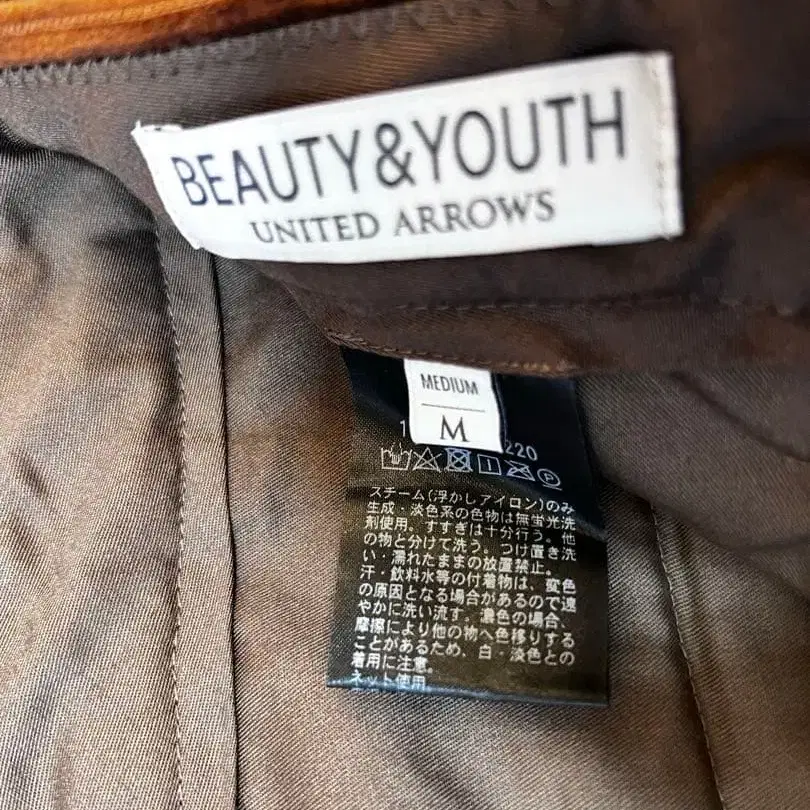 BEAUTY&YOUTH
UNITED ARROWS
MEDIUM
M
1 220
スチーム(浮かしアイロン)のみ
生成・淡色系の色物は無蛍光洗
剤使用。すすぎは十分行う。他
の物と分けて洗う。つけ置き洗
い・濡れたままの放置禁止。
汗・飲料水等の付着物は、変色
の原因となる場合があるので速
やかに洗い流す。濃色の場合、
摩擦により他の物へ色移りする
ことがあるため、白・淡色との
着用に注意。
ネット使用。